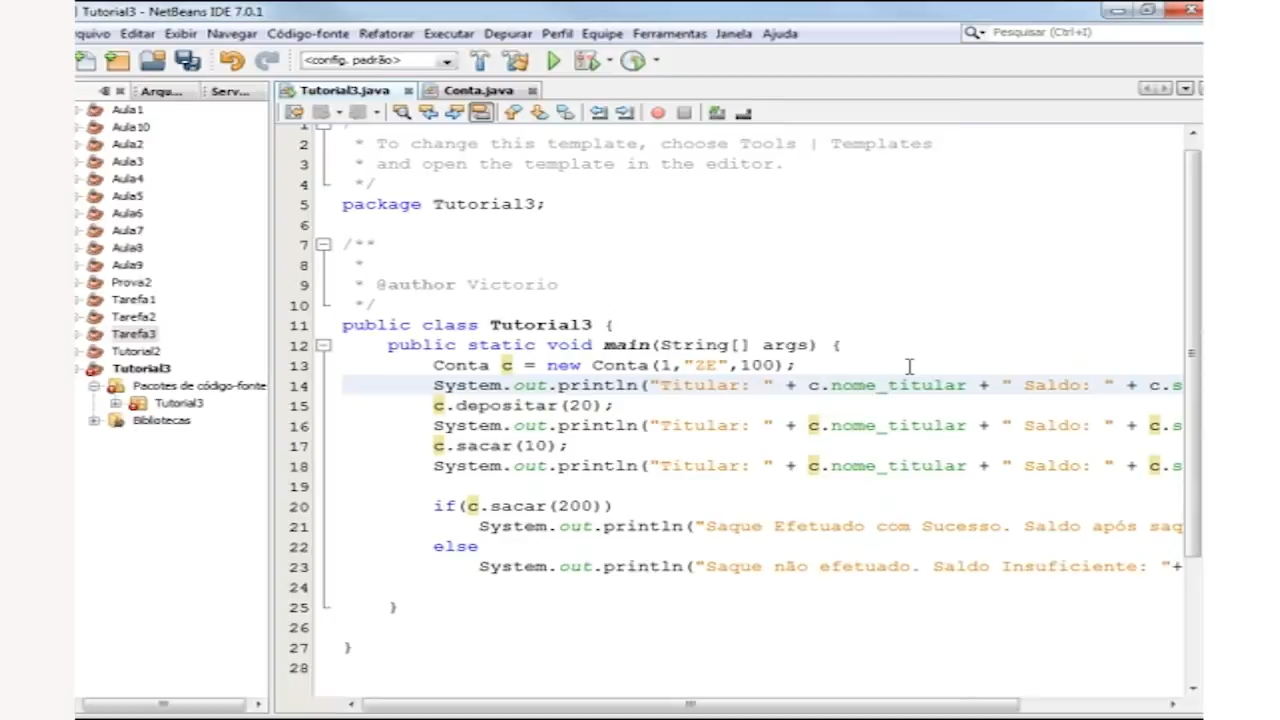 Tutorial3 - NetBeans IDE 7.0.1
quivo Editar Exibir Navegar Código-fonte Refatorar Executar Depurar Perfil Equipe Ferramentas Janela Ajuda
Pesquisar (Ctrl+I)
<config. padrão>
Arqu... Serv...
Tutorial3.java Conta.java
Aula1
Aula10
Aula2
Aula3
Aula4
Aula5
Aula6
Aula7
Aula8
Aula9
Prova2
Tarefa1
Tarefa2
Tarefa3
Tutorial2
Tutorial3
Pacotes de código-fonte
Tutorial3
Bibliotecas
1
2 * To change this template, choose Tools | Templates
3 * and open the template in the editor.
4 */
5 package Tutorial3;
6
7 /**
8 *
9 * @author Victorio
10 */
11 public class Tutorial3 {
12 public static void main(String[] args) {
13 Conta c = new Conta(1,"ZE",100);
14 System.out.println("Titular: " + c.nome_titular + " Saldo: " + c.s
15 c.depositar(20);
16 System.out.println("Titular: " + c.nome_titular + " Saldo: " + c.s
17 c.sacar(10);
18 System.out.println("Titular: " + c.nome_titular + " Saldo: " + c.s
19
20 if(c.sacar(200))
21 System.out.println("Saque Efetuado com Sucesso. Saldo após saq
22 else
23 System.out.println("Saque não efetuado. Saldo Insuficiente: "+
24
25 }
26
27 }
28